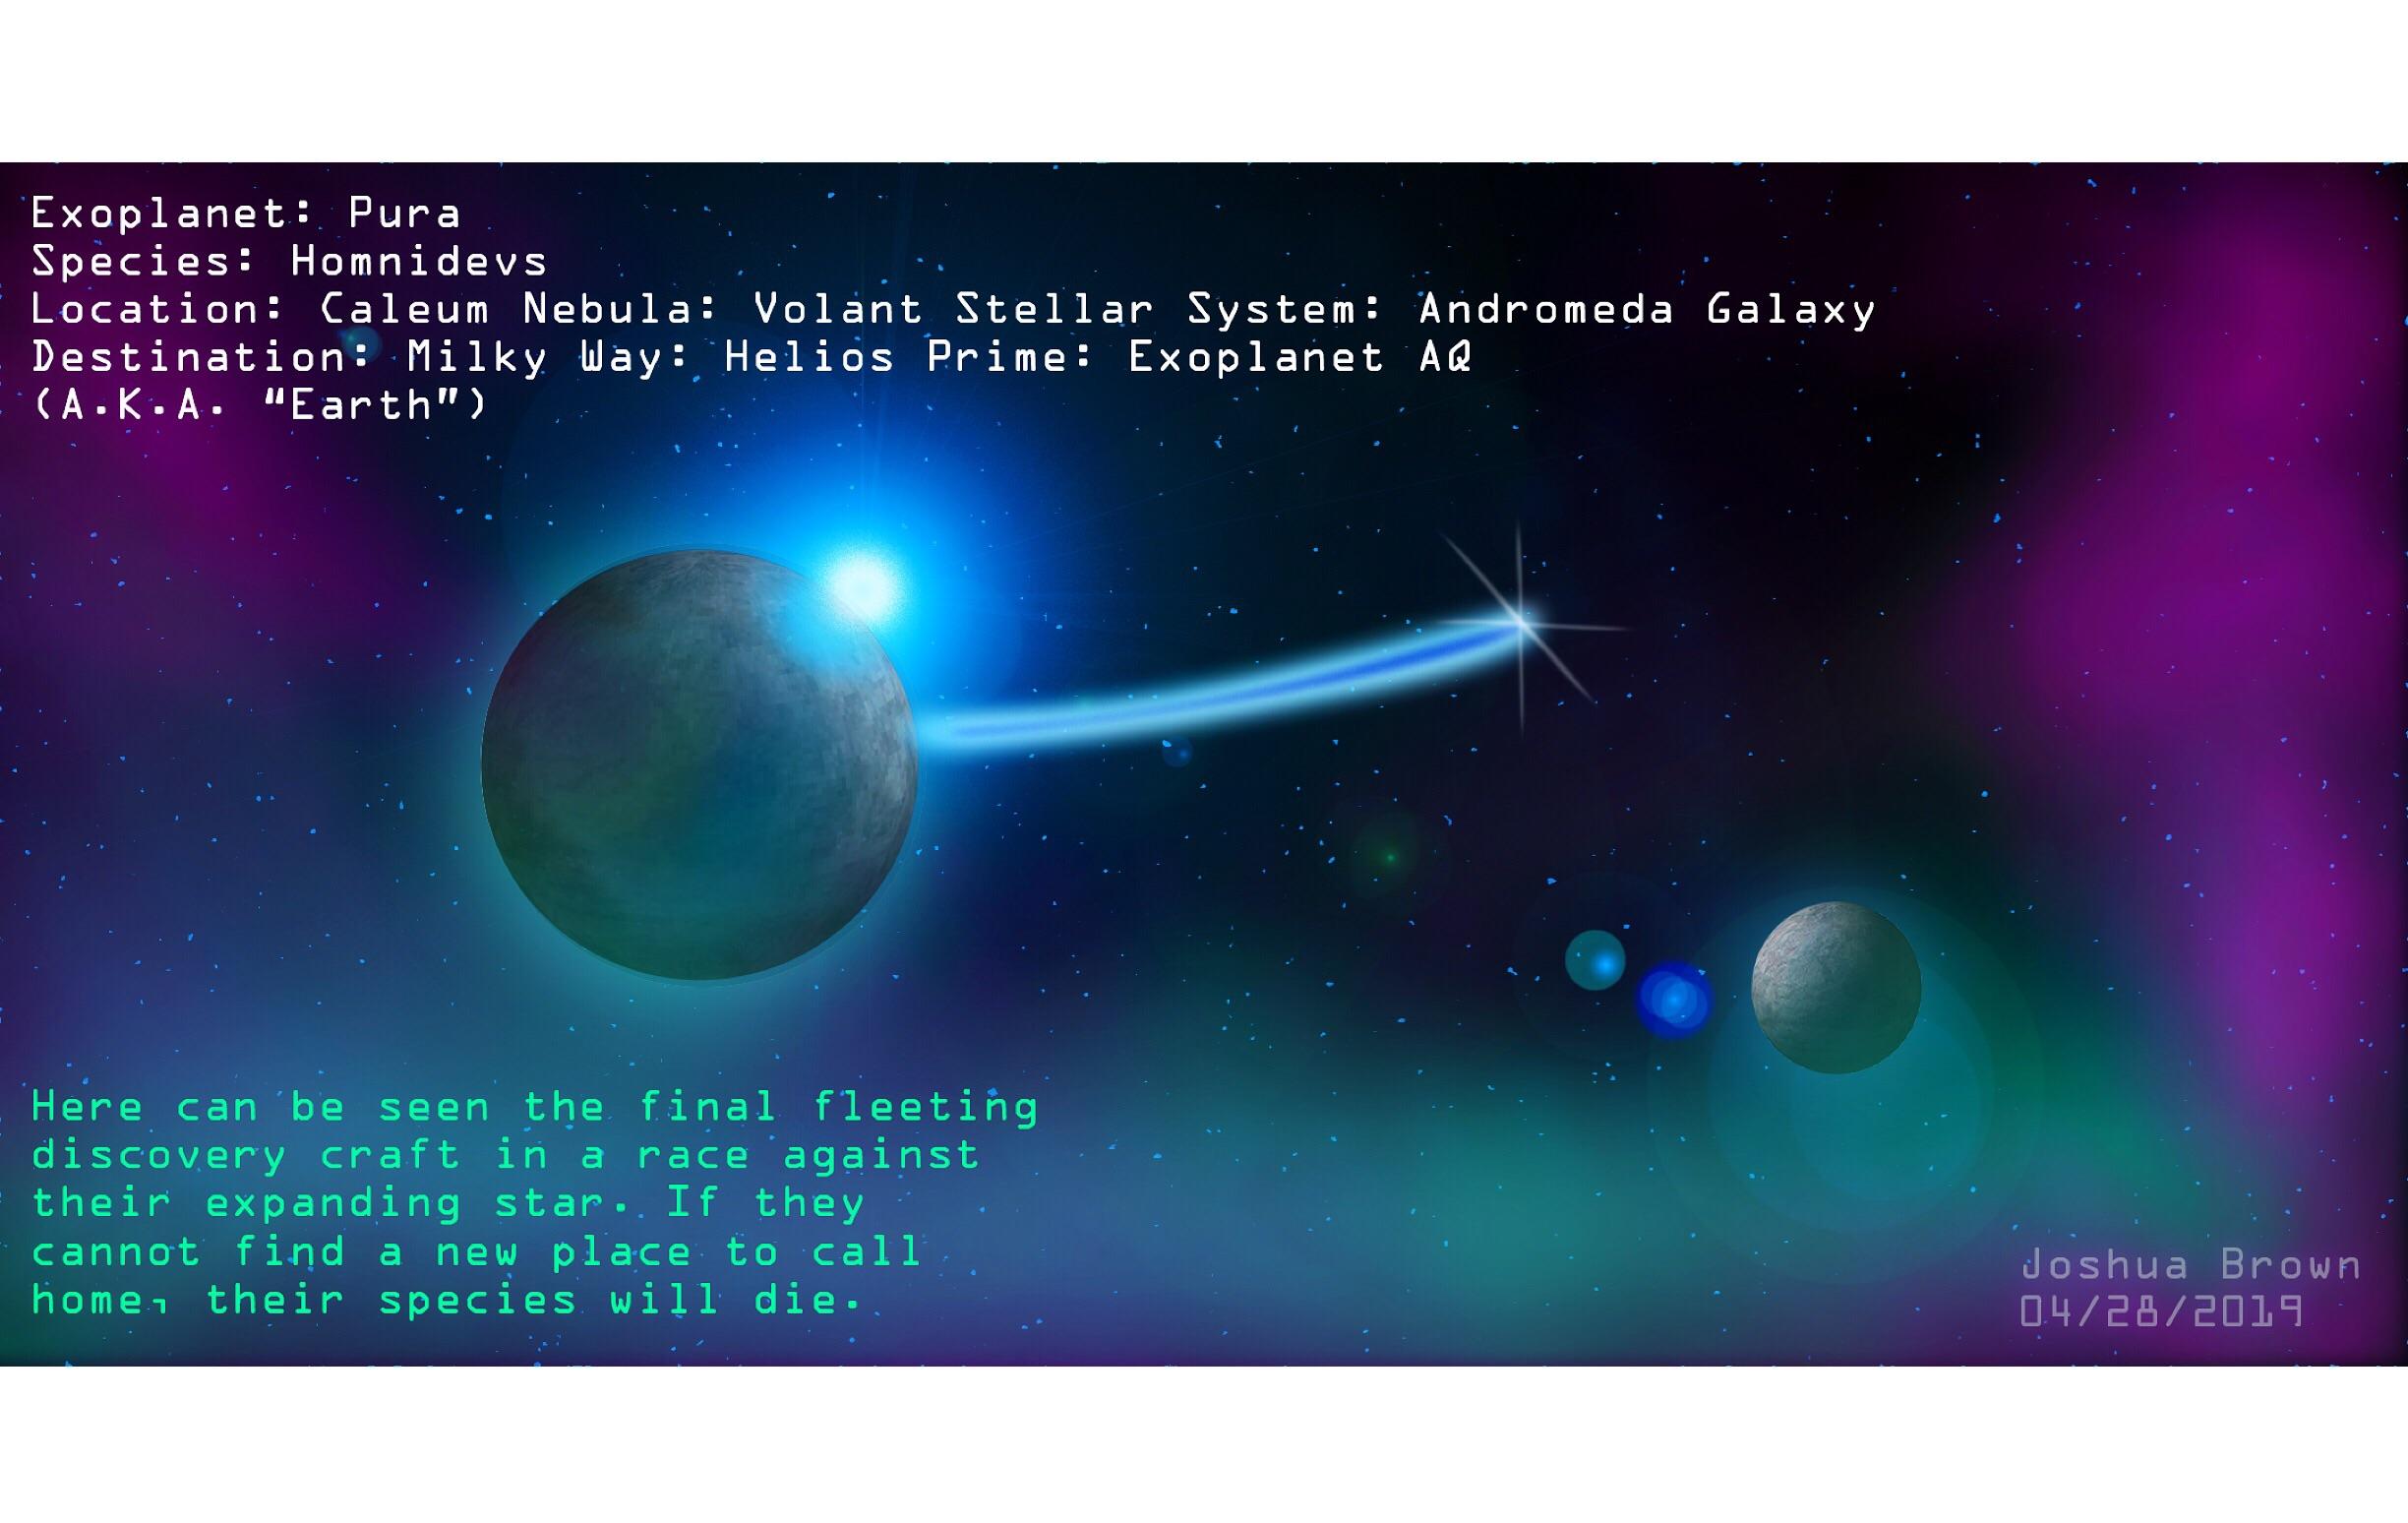 Exoplanet: Pura
Species: Homnidevs
Location: Caleum Nebula: Volant Stellar System: Andromeda Galaxy
Destination: Milky Way: Helios Prime: Exoplanet AQ
(A.K.A. “Earth”)
Here can be seen the final fleeting
discovery craft in a race against
their expanding star. If they
cannot find a new place to call
home, their species will die.
Joshua Brown
04/28/2019